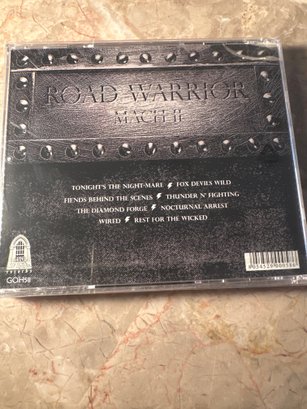 ROAD WARRIOR
MACH II
TONIGHT'S THE NIGHT-MARE ⚡ FOX DEVILS WILD
FIENDS BEHIND THE SCENES ⚡ THUNDER N' FIGHTING
THE DIAMOND FORGE ⚡ NOCTURNAL ARREST
WIRED ⚡ REST FOR THE WICKED
RECORDS
GOH58